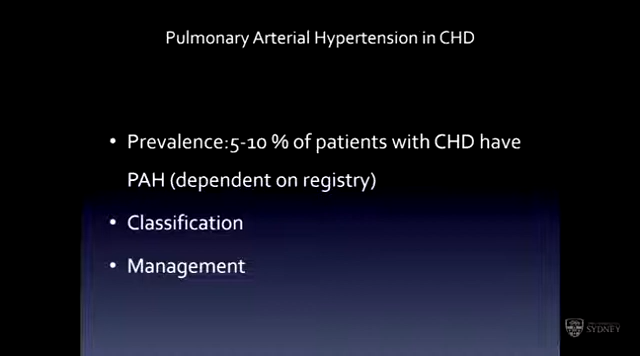 Pulmonary Arterial Hypertension in CHD
• Prevalence:5-10 % of patients with CHD have
PAH (dependent on registry)
• Classification
• Management
SYDNEY